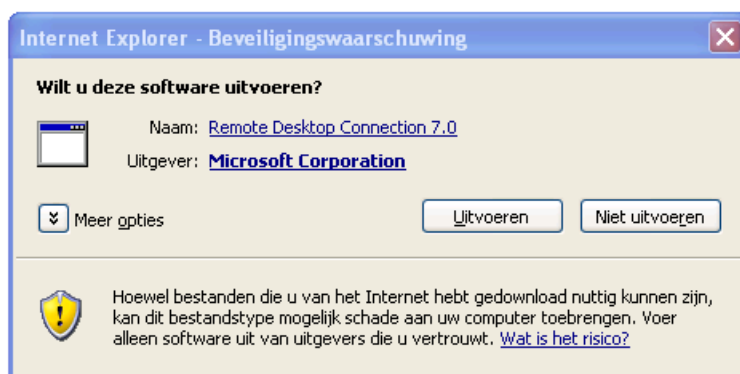 Internet Explorer - Beveiligingswaarschuwing
Wilt u deze software uitvoeren?
Naam: Remote Desktop Connection 7.0
Uitgever: Microsoft Corporation
Meer opties
Uitvoeren
Niet uitvoeren
Hoewel bestanden die u van het Internet hebt gedownload nuttig kunnen zijn,
kan dit bestandstype mogelijk schade aan uw computer toebrengen. Voer
alleen software uit van uitgevers die u vertrouwt. Wat is het risico?